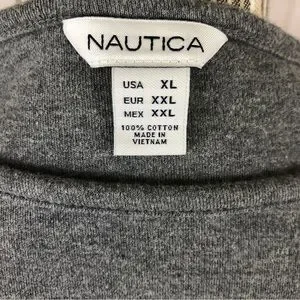 NAUTICA
USA XL
EUR XXL
MEX XXL
100% COTTON
MADE IN
VIETNAM